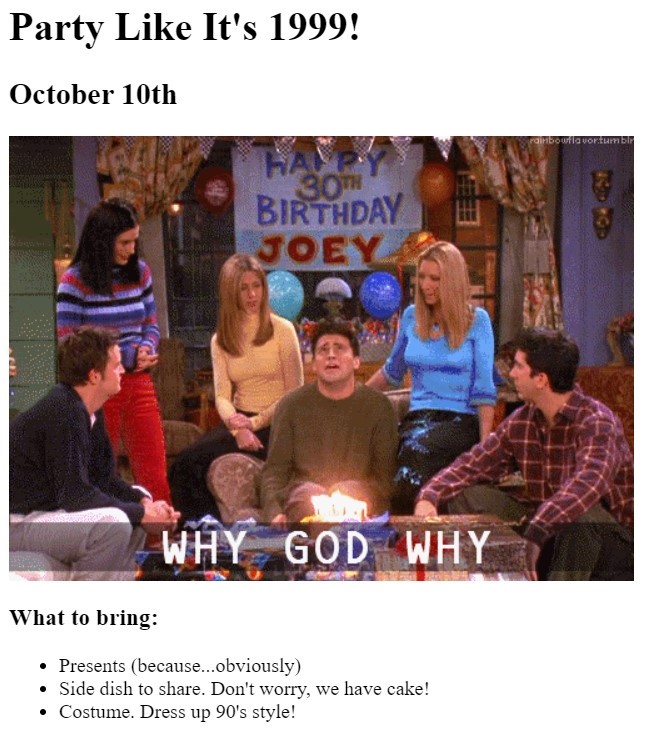 Party Like It's 1999!
October 10th
rainbowflavor.tumblr
HAPPY
30TH
BIRTHDAY
JOEY
WHY GOD WHY
What to bring:
Presents (because...obviously)
Side dish to share. Don't worry, we have cake!
Costume. Dress up 90's style!